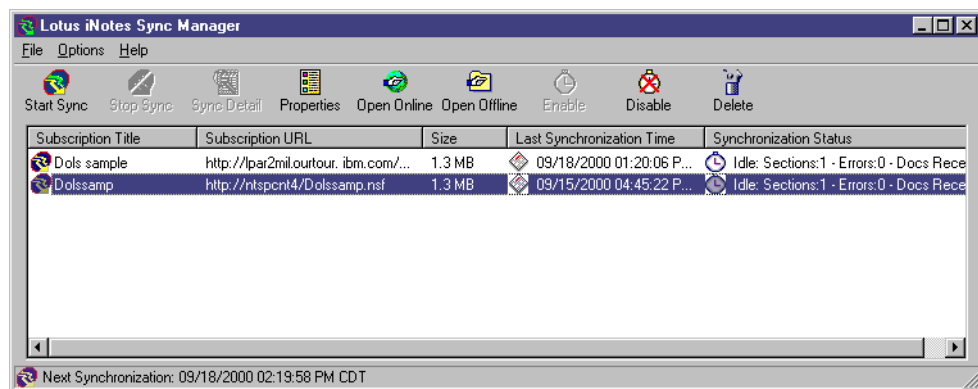 Lotus iNotes Sync Manager
File Options Help
Start Sync Stop Sync Sync Detail Properties Open Online Open Offline Enable Disable Delete
Subscription Title Subscription URL Size Last Synchronization Time Synchronization Status
Dols sample http://lpar2mil.ourtour. ibm.com/... 1.3 MB 09/18/2000 01:20:06 P... Idle: Sections:1 - Errors:0 - Docs Rece
Dolssamp http://ntspcnt4/Dolssamp.nsf 1.3 MB 09/15/2000 04:45:22 P... Idle: Sections:1 - Errors:0 - Docs Rece
Next Synchronization: 09/18/2000 02:19:58 PM CDT